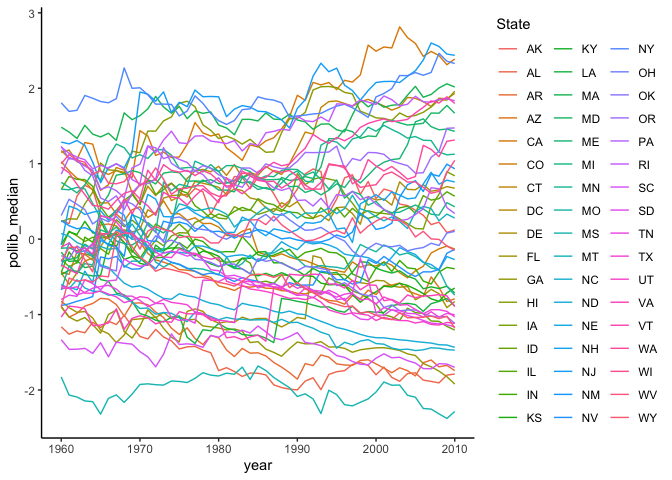 3
2
1
0
-1
-2
pollib_median
1960 1970 1980 1990 2000 2010
year
State
AK KY NY
AL LA OH
AR MA OK
AZ MD OR
CA ME PA
CO MI RI
CT MN SC
DC MO SD
DE MS TN
FL MT TX
GA NC UT
HI ND VA
IA NE VT
ID NH WA
IL NJ WI
IN NM WV
KS NV WY